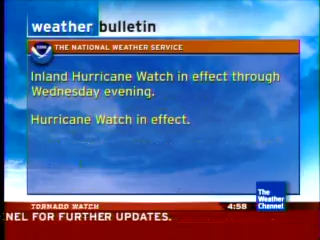 weather bulletin
NOAA
THE NATIONAL WEATHER SERVICE
Inland Hurricane Watch in effect through
Wednesday evening.
Hurricane Watch in effect.
The
Weather
Channel
TORNADO WATCH
4:58
NEL FOR FURTHER UPDATES.